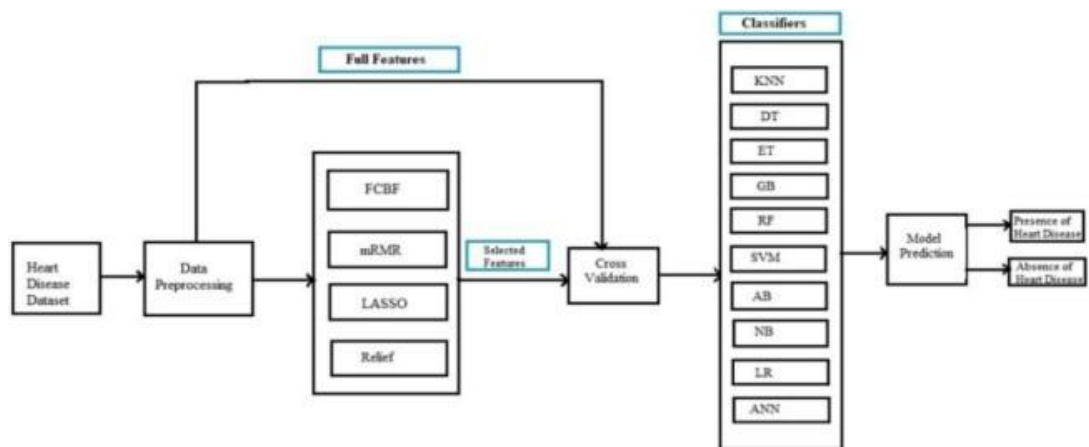 Heart
Disease
Dataset
Data
Preprocessing
Full Features
FCBF
mRMR
LASSO
Relief
Selected
Features
Cross
Validation
Classifiers
KNN
DT
ET
GB
RF
SVM
AB
NB
LR
ANN
Model
Prediction
Presence of
Heart Disease
Absence of
Heart Disease